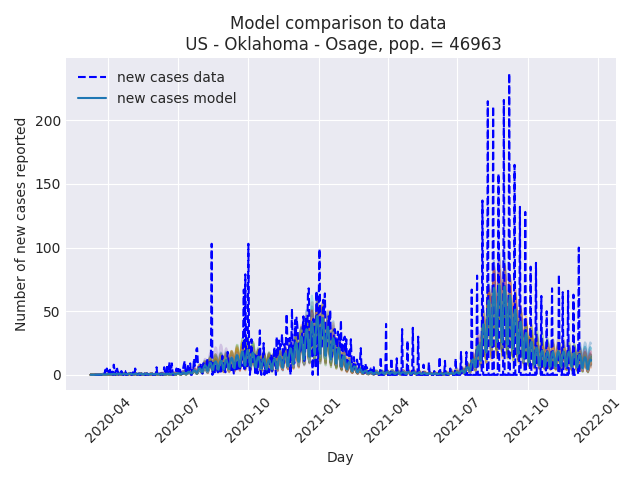 Model comparison to data
US - Oklahoma - Osage, pop. = 46963
new cases data
new cases model
Number of new cases reported
200
150
100
50
0
2020-04
2020-07
2020-10
2021-01
2021-04
2021-07
2021-10
2022-01
Day